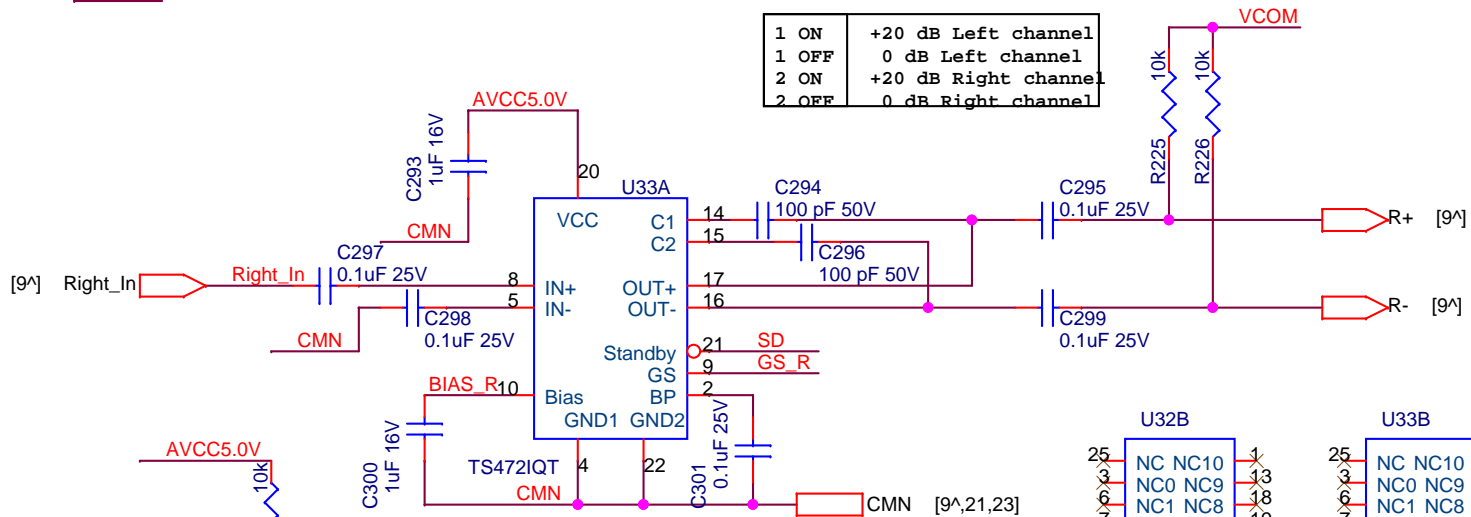 VCOM
1 ON +20 dB Left channel
1 OFF 0 dB Left channel
2 ON +20 dB Right channel
2 OFF 0 dB Right channel
10k
10k
R225
R226
AVCC5.0V
C293
1uF 16V
CMN
20
U33A
VCC
C1
C2
14
15
C294
100 pF 50V
C296
100 pF 50V
C295
0.1uF 25V
R+ [9^]
[9^] Right_In
Right_In
C297
0.1uF 25V
8
IN+
5
IN-
OUT+
17
OUT-
16
CMN
C298
0.1uF 25V
C299
0.1uF 25V
R- [9^]
Standby
21
SD
GS
9
GS_R
BIAS_R
10
Bias
BP
2
GND1 GND2
C300
1uF 16V
TS472IQT
4
22
C301
0.1uF 25V
CMN
CMN [9^,21,23]
AVCC5.0V
10k
U32B
25 NC NC10 1
3 NC0 NC9 13
6 NC1 NC8 18
U33B
25 NC NC10
3 NC0 NC9
6 NC1 NC8